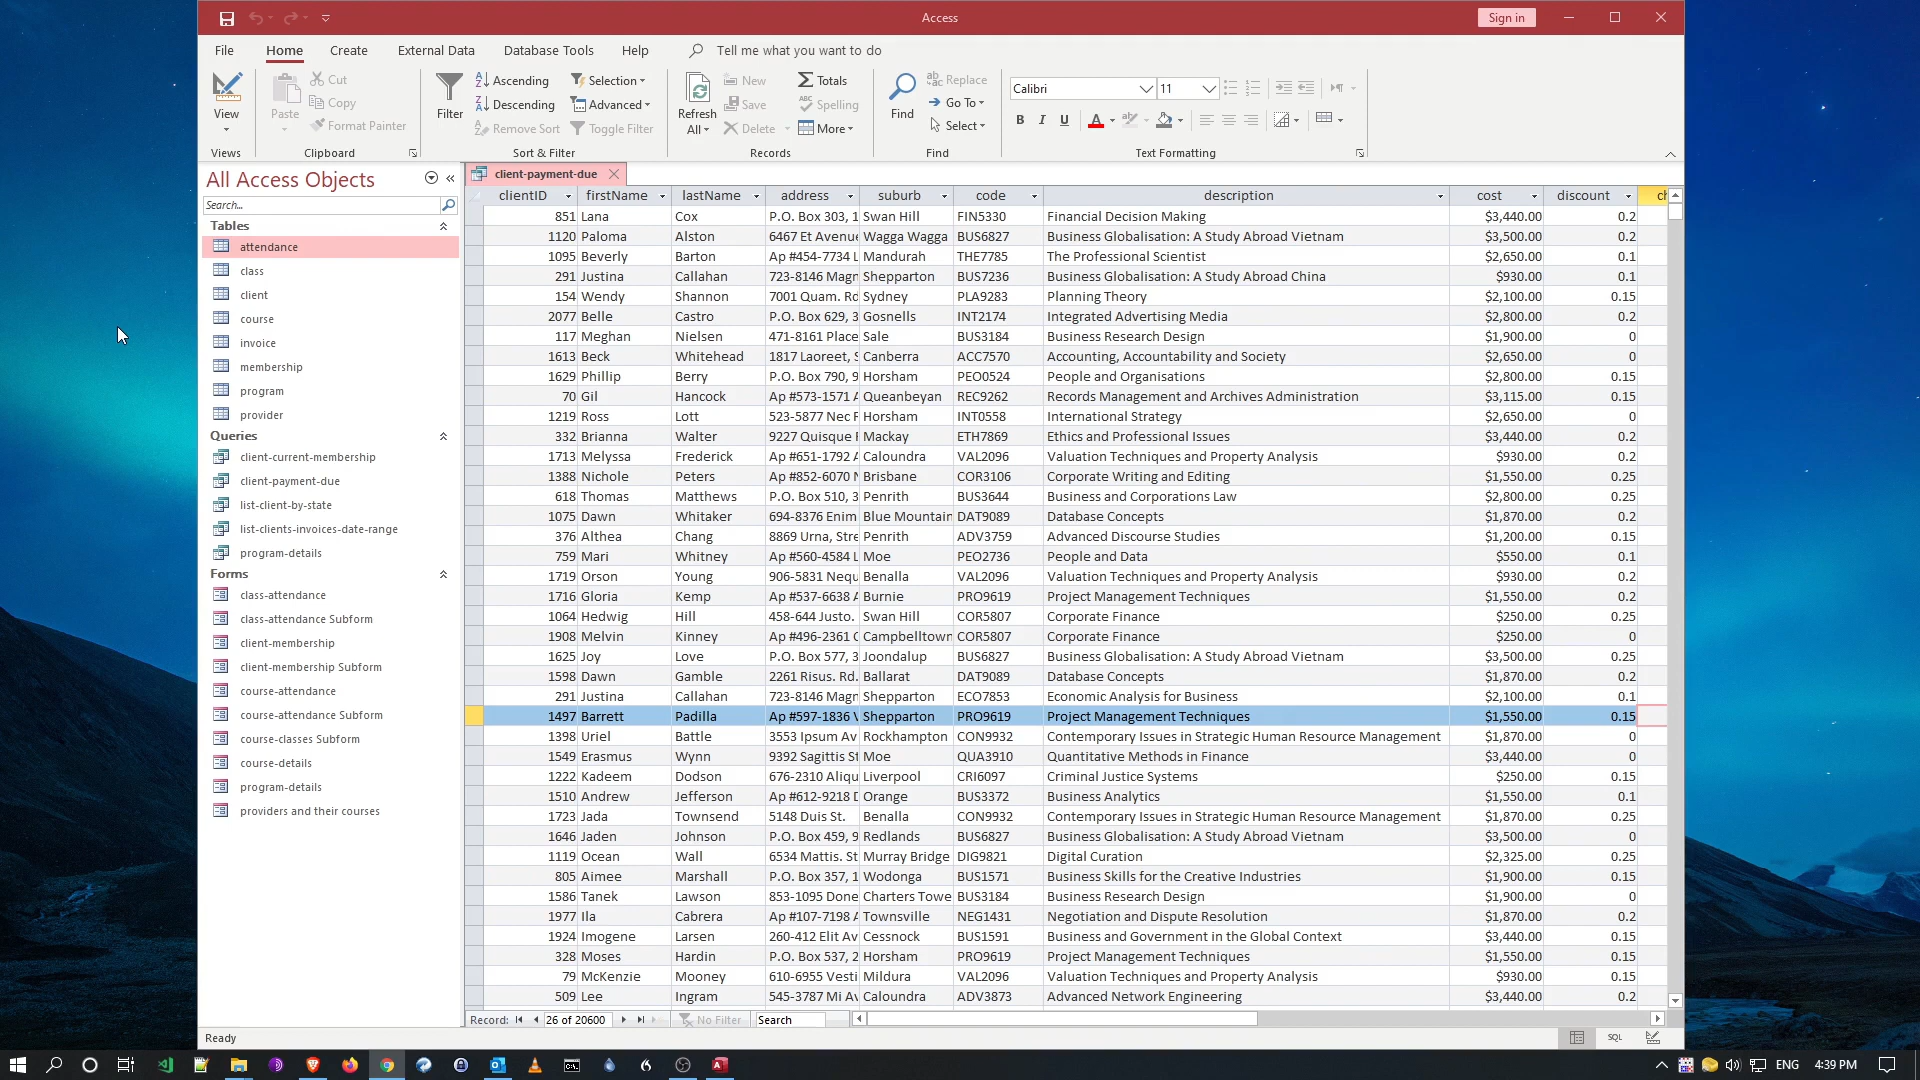 Access
Sign in
File Home Create External Data Database Tools Help Tell me what you want to do
View
Views
Paste
Cut
Copy
Format Painter
Clipboard
Filter
Ascending
Descending
Remove Sort
Selection
Advanced
Toggle Filter
Sort & Filter
Refresh All
New
Save
Delete
Totals
Spelling
More
Records
Find
Replace
Go To
Select
Find
Calibri 11
B I U
Text Formatting
All Access Objects
Search...
Tables
attendance
class
client
course
invoice
membership
program
provider
Queries
client-current-membership
client-payment-due
list-client-by-state
list-clients-invoices-date-range
program-details
Forms
class-attendance
class-attendance Subform
client-membership
client-membership Subform
course-attendance
course-attendance Subform
course-classes Subform
course-details
program-details
providers and their courses
client-payment-due
clientID firstName lastName address suburb code description cost discount
851 Lana Cox P.O. Box 303, 1 Swan Hill FIN5330 Financial Decision Making $3,440.00 0.2
1120 Paloma Alston 6467 Et Avenue Wagga Wagga BUS6827 Business Globalisation: A Study Abroad Vietnam $3,500.00 0.2
1095 Beverly Barton Ap #454-7734 L Mandurah THE7785 The Professional Scientist $2,650.00 0.1
291 Justina Callahan 723-8146 Magn Shepparton BUS7236 Business Globalisation: A Study Abroad China $930.00 0.1
154 Wendy Shannon 7001 Quam. Rd Sydney PLA9283 Planning Theory $2,100.00 0.15
2077 Belle Castro P.O. Box 629, 3 Gosnells INT2174 Integrated Advertising Media $2,800.00 0.2
117 Meghan Nielsen 471-8161 Place Sale BUS3184 Business Research Design $1,900.00 0
1613 Beck Whitehead 1817 Laoreet, S Canberra ACC7570 Accounting, Accountability and Society $2,650.00 0
1629 Phillip Berry P.O. Box 790, 9 Horsham PEO0524 People and Organisations $2,800.00 0.15
70 Gil Hancock Ap #573-1571 A Queanbeyan REC9262 Records Management and Archives Administration $3,115.00 0.15
1219 Ross Lott 523-5877 Nec F Horsham INT0558 International Strategy $2,650.00 0
332 Brianna Walter 9227 Quisque Mackay ETH7869 Ethics and Professional Issues $3,440.00 0.2
1713 Melyssa Frederick Ap #651-1792 A Caloundra VAL2096 Valuation Techniques and Property Analysis $930.00 0.2
1388 Nichole Peters Ap #852-6070 N Brisbane COR3106 Corporate Writing and Editing $1,550.00 0.25
618 Thomas Matthews P.O. Box 510, 3 Penrith BUS3644 Business and Corporations Law $2,800.00 0.25
1075 Dawn Whitaker 694-8376 Enim Blue Mountain DAT9089 Database Concepts $1,870.00 0.2
376 Althea Chang 8869 Urna, Stre Penrith ADV3759 Advanced Discourse Studies $1,200.00 0.15
759 Mari Whitney Ap #560-4584 L Moe PEO2736 People and Data $550.00 0.1
1719 Orson Young 906-5831 Nequ Benalla VAL2096 Valuation Techniques and Property Analysis $930.00 0.2
1716 Gloria Kemp Ap #537-6638 A Burnie PRO9619 Project Management Techniques $1,550.00 0.2
1064 Hedwig Hill 458-644 Justo. Swan Hill COR5807 Corporate Finance $250.00 0.25
1908 Melvin Kinney Ap #496-2361 C Campbelltown COR5807 Corporate Finance $250.00 0
1625 Joy Love P.O. Box 577, 3 Joondalup BUS6827 Business Globalisation: A Study Abroad Vietnam $3,500.00 0.25
1598 Dawn Gamble 2261 Risus. Rd. Ballarat DAT9089 Database Concepts $1,870.00 0.2
291 Justina Callahan 723-8146 Magn Shepparton ECO7853 Economic Analysis for Business $2,100.00 0.1
1497 Barrett Padilla Ap #597-1836 V Shepparton PRO9619 Project Management Techniques $1,550.00 0.15
1398 Uriel Battle 3553 Ipsum Av Rockhampton CON9932 Contemporary Issues in Strategic Human Resource Management $1,870.00 0
1549 Erasmus Wynn 9392 Sagittis St Moe QUA3910 Quantitative Methods in Finance $3,440.00 0
1222 Kadeem Dodson 676-2310 Aliqu Liverpool CRI6097 Criminal Justice Systems $250.00 0.15
1510 Andrew Jefferson Ap #612-9218 D Orange BUS3372 Business Analytics $1,550.00 0.1
1723 Jada Townsend 5148 Duis St. Benalla CON9932 Contemporary Issues in Strategic Human Resource Management $1,870.00 0.25
1646 Jaden Johnson P.O. Box 459, 9 Redlands BUS6827 Business Globalisation: A Study Abroad Vietnam $3,500.00 0
1119 Ocean Wall 6534 Mattis. St Murray Bridge DIG9821 Digital Curation $2,325.00 0.25
805 Aimee Marshall P.O. Box 357, 1 Wodonga BUS1571 Business Skills for the Creative Industries $1,900.00 0.15
1586 Tanek Lawson 853-1095 Done Charters Towe BUS3184 Business Research Design $1,900.00 0
1977 Ila Cabrera Ap #107-7198 A Townsville NEG1431 Negotiation and Dispute Resolution $1,870.00 0.2
1924 Imogene Larsen 260-412 Elit Av Cessnock BUS1591 Business and Government in the Global Context $3,440.00 0.15
328 Moses Hardin P.O. Box 537, 2 Horsham PRO9619 Project Management Techniques $1,550.00 0.15
79 McKenzie Mooney 610-6955 Vesti Mildura VAL2096 Valuation Techniques and Property Analysis $930.00 0.15
509 Lee Ingram 545-3787 Mi Av Caloundra ADV3873 Advanced Network Engineering $3,440.00 0.2
Record: 26 of 20600 No Filter Search
Ready
SQL
ENG 4:39 PM